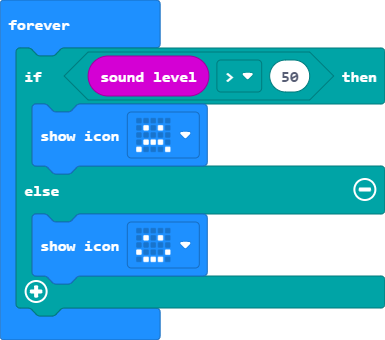 forever
if sound level > 50 then
show icon
else
show icon